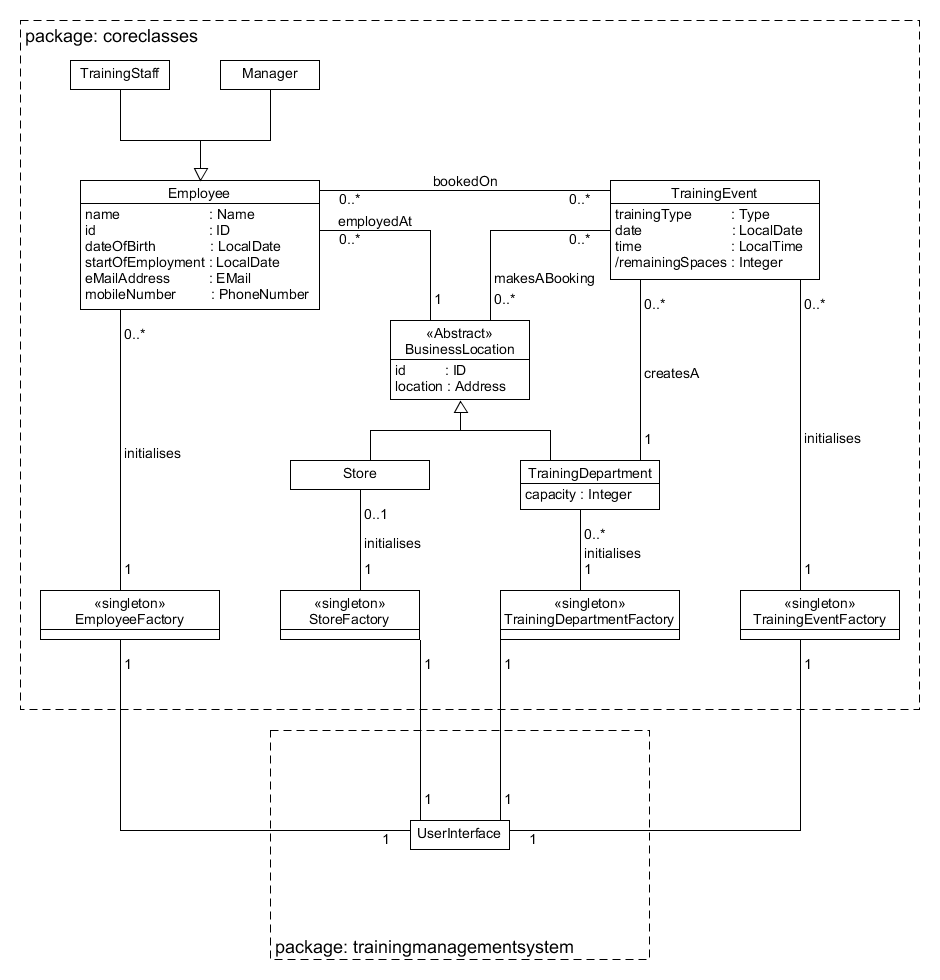 package: coreclasses
TrainingStaff
Manager
Employee
name : Name
id : ID
dateOfBirth : LocalDate
startOfEmployment : LocalDate
eMailAddress : EMail
mobileNumber : PhoneNumber
bookedOn
0..*
0..*
employedAt
0..*
1
TrainingEvent
trainingType : Type
date : LocalDate
time : LocalTime
/remainingSpaces : Integer
0..*
makesABooking
0..*
«Abstract»
BusinessLocation
id : ID
location : Address
0..*
createsA
1
0..*
initialises
1
0..*
initialises
1
Store
0..1
initialises
1
TrainingDepartment
capacity : Integer
0..*
initialises
1
«singleton»
EmployeeFactory
«singleton»
StoreFactory
«singleton»
TrainingDepartmentFactory
«singleton»
TrainingEventFactory
1
1
1
1
1
1
1
UserInterface
1
package: trainingmanagementsystem